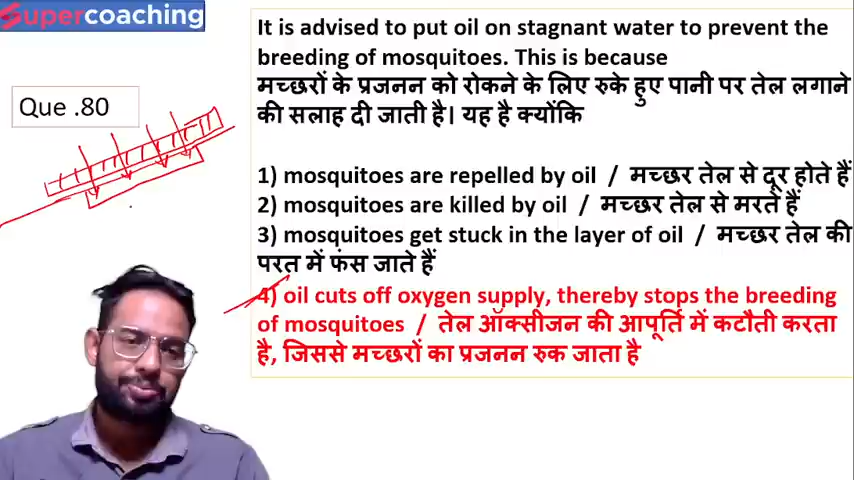 Supercoaching
Que .80
It is advised to put oil on stagnant water to prevent the
breeding of mosquitoes. This is because
मच्छरों के प्रजनन को रोकने के लिए रुके हुए पानी पर तेल लगाने
की सलाह दी जाती है। यह है क्योंकि
1) mosquitoes are repelled by oil / मच्छर तेल से दूर होते हैं
2) mosquitoes are killed by oil / मच्छर तेल से मरते हैं
3) mosquitoes get stuck in the layer of oil / मच्छर तेल की
परत में फंस जाते हैं
4) oil cuts off oxygen supply, thereby stops the breeding
of mosquitoes / तेल ऑक्सीजन की आपूर्ति में कटौती करता
है, जिससे मच्छरों का प्रजनन रुक जाता है